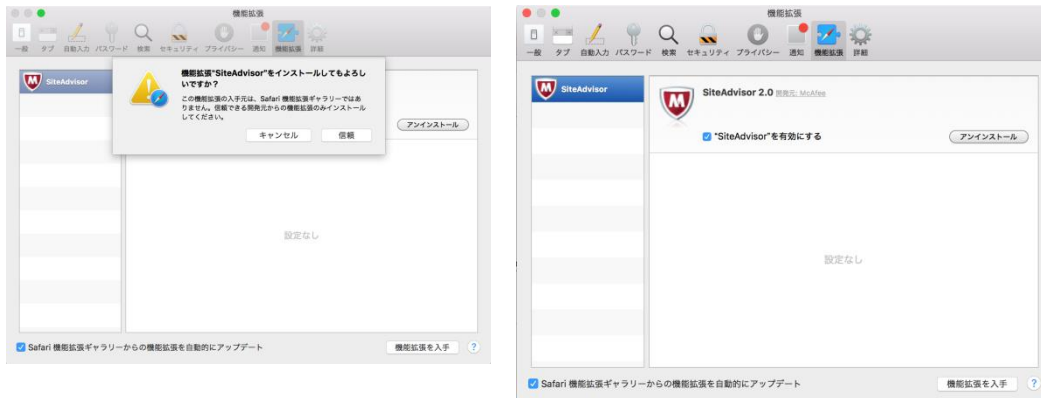 機能拡張
一般 タブ 自動入力 パスワード 検索 セキュリティ プライバシー 通知 機能拡張 詳細
SiteAdvisor
機能拡張"SiteAdvisor"をインストールしてもよろし
いですか？
この機能拡張の入手元は、Safari 機能拡張ギャラリーではあ
りません。信頼できる開発元からの機能拡張のみインストール
してください。
キャンセル 信頼
アンインストール
設定なし
Safari 機能拡張ギャラリーからの機能拡張を自動的にアップデート
機能拡張を入手 ?
機能拡張
一般 タブ 自動入力 パスワード 検索 セキュリティ プライバシー 通知 機能拡張 詳細
SiteAdvisor
SiteAdvisor 2.0 開発元: McAfee
"SiteAdvisor"を有効にする
アンインストール
設定なし
Safari 機能拡張ギャラリーからの機能拡張を自動的にアップデート
機能拡張を入手 ?